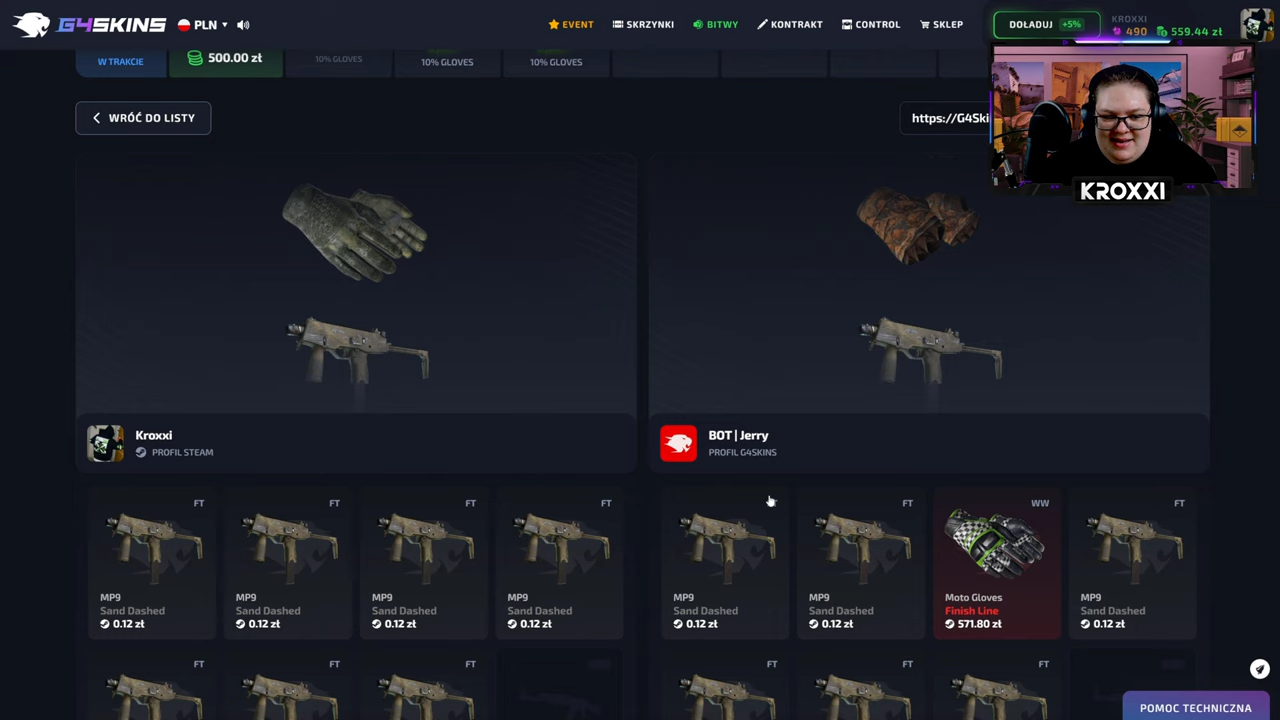 G4SKINS
PLN
EVENT
SKRZYNKI
BITWY
KONTRAKT
CONTROL
SKLEP
DOŁADUJ +5%
KROXXI
490 559.44 zł
W TRAKCIE
500.00 zł
10% GLOVES
10% GLOVES
10% GLOVES
WRÓĆ DO LISTY
https://G4Ski
KROXXI
Kroxxi
PROFIL STEAM
BOT | Jerry
PROFIL G4SKINS
FT
FT
FT
FT
FT
FT
WW
FT
MP9
Sand Dashed
0.12 zł
MP9
Sand Dashed
0.12 zł
MP9
Sand Dashed
0.12 zł
MP9
Sand Dashed
0.12 zł
MP9
Sand Dashed
0.12 zł
MP9
Sand Dashed
0.12 zł
Moto Gloves
Finish Line
571.80 zł
MP9
Sand Dashed
0.12 zł
FT
FT
FT
FT
FT
FT
POMOC TECHNICZNA